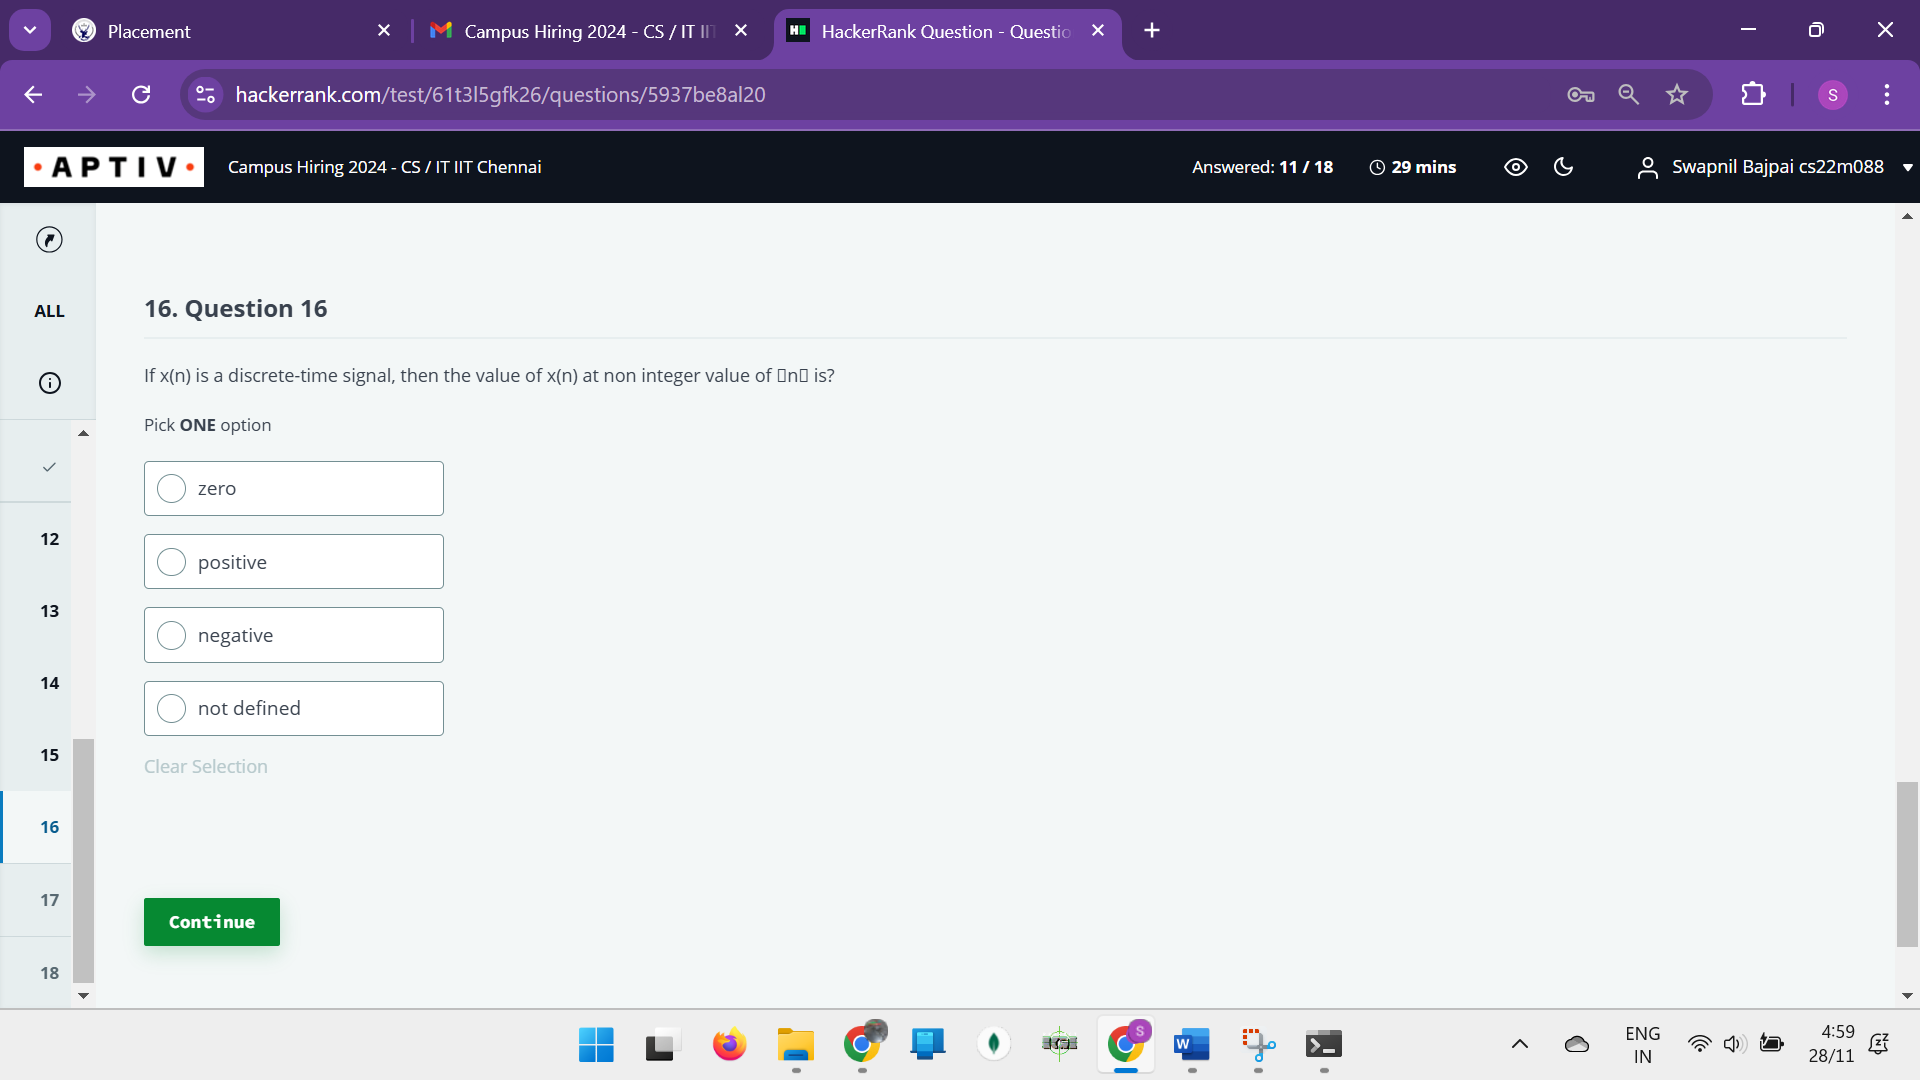 Placement
Campus Hiring 2024 - CS / IT II
HackerRank Question - Questio
hackerrank.com/test/61t3l5gfk26/questions/5937be8al20
S
APTIV
Campus Hiring 2024 - CS / IT IIT Chennai
Answered: 11 / 18
29 mins
Swapnil Bajpai cs22m088
ALL
12
13
14
15
16
17
18
16. Question 16
If x(n) is a discrete-time signal, then the value of x(n) at non integer value of ▯n▯ is?
Pick ONE option
zero
positive
negative
not defined
Clear Selection
Continue
S
W
ENG
IN
4:59
28/11